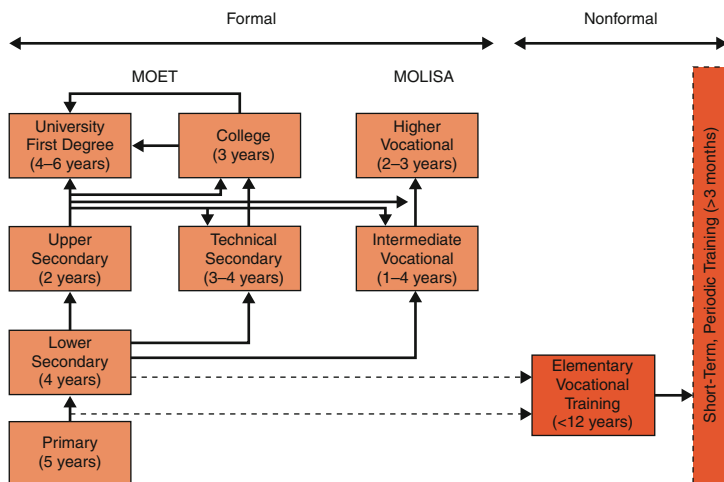 Formal
Nonformal
MOET
MOLISA
University
First Degree
(4–6 years)
College
(3 years)
Higher
Vocational
(2–3 years)
Upper
Secondary
(2 years)
Technical
Secondary
(3–4 years)
Intermediate
Vocational
(1–4 years)
Lower
Secondary
(4 years)
Elementary
Vocational
Training
(<12 years)
Primary
(5 years)
Short-Term, Periodic Training (>3 months)